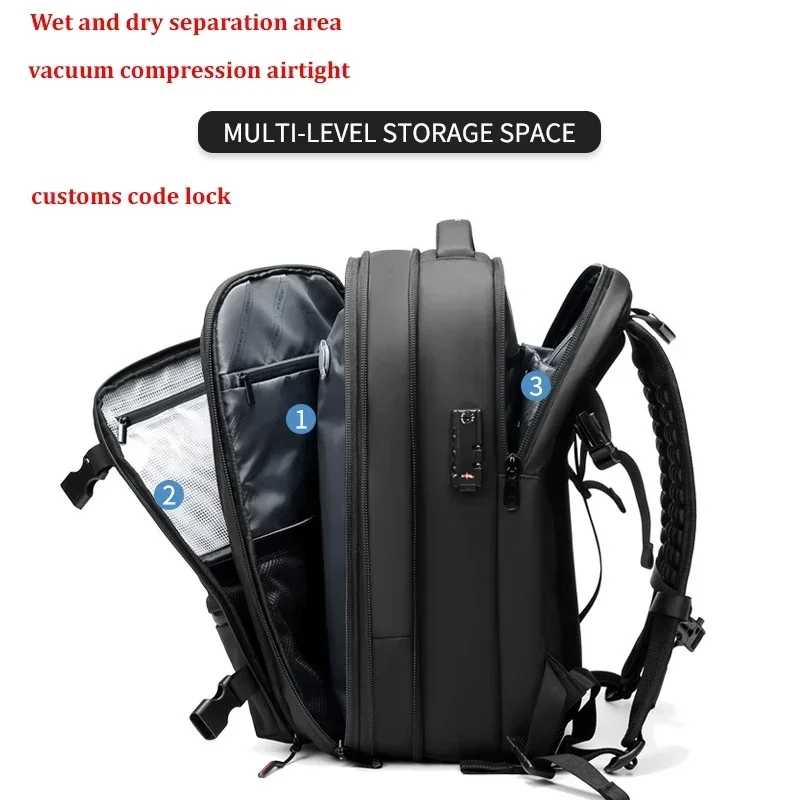 Wet and dry separation area
vacuum compression airtight
MULTI-LEVEL STORAGE SPACE
customs code lock
3
1
2